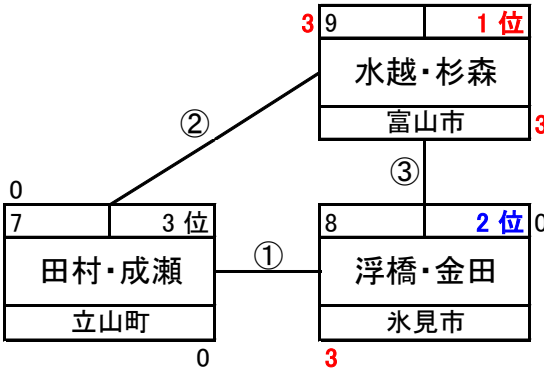 3 9 1 位
水越・杉森
富山市 3
②
③
0
7 3 位
8 2 位 0
田村・成瀬
①
浮橋・金田
立山町
氷見市
0
3